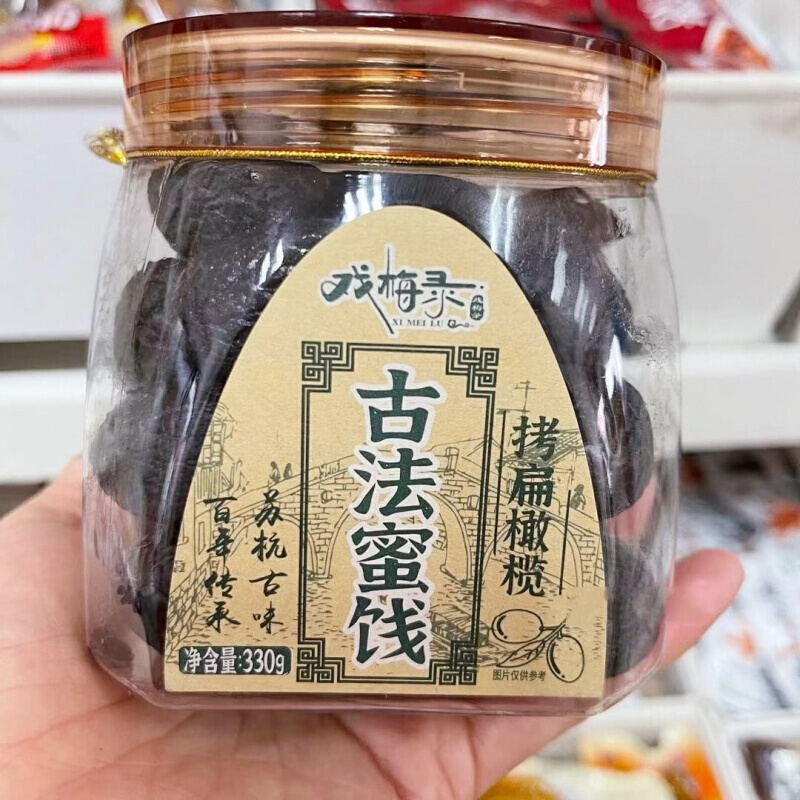 戏梅录
XI MEI LU
古法蜜饯
拷扁橄榄
苏杭古味
百年传承
净含量:330g
图片仅供参考